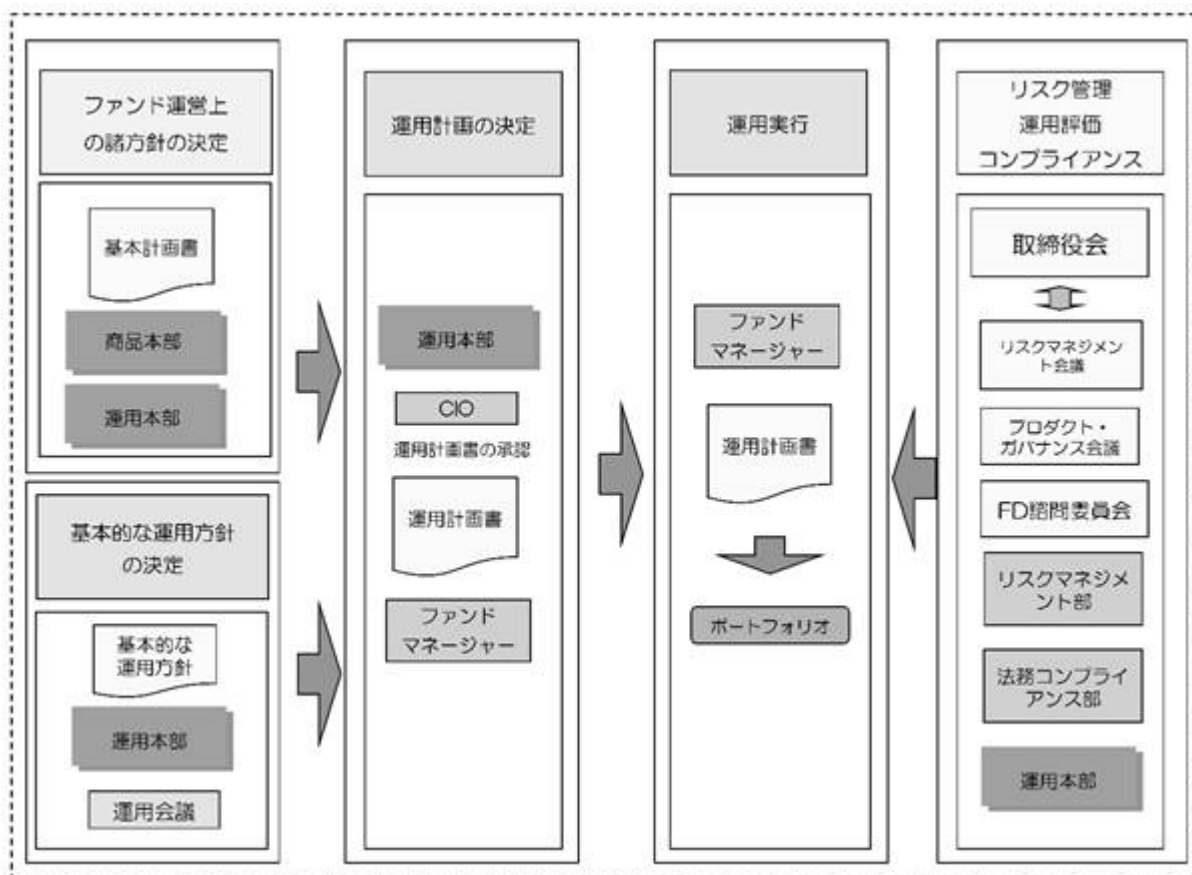 ファンド運営上
の諸方針の決定
基本計画書
商品本部
運用本部
基本的な運用方針
の決定
基本的な
運用方針
運用本部
運用会議
運用計画の決定
運用本部
CIO
運用計画書の承認
運用計画書
ファンド
マネージャー
運用実行
ファンド
マネージャー
運用計画書
ポートフォリオ
リスク管理
運用評価
コンプライアンス
取締役会
リスクマネジメン
ト会議
プロダクト・
ガバナンス会議
FD諮問委員会
リスクマネジメ
ント部
法務コンプライ
アンス部
運用本部